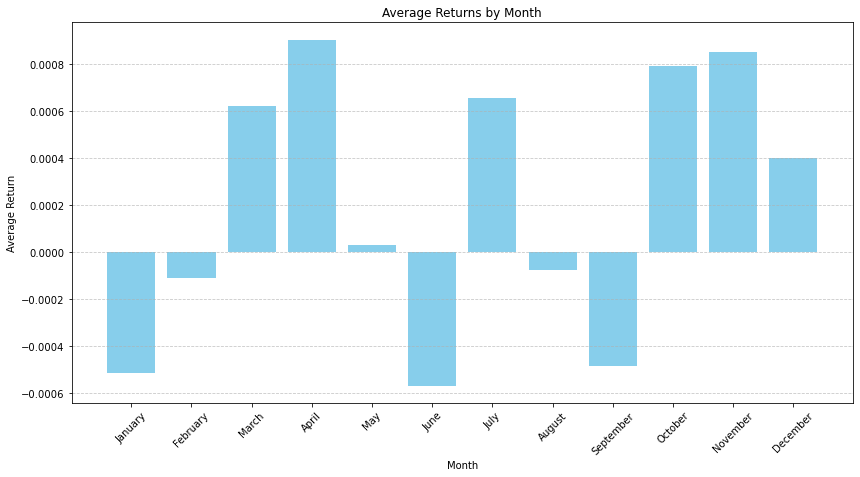 Average Returns by Month
Average Return
0.0008
0.0006
0.0004
0.0002
0.0000
−0.0002
−0.0004
−0.0006
January
February
March
April
May
June
July
August
September
October
November
December
Month